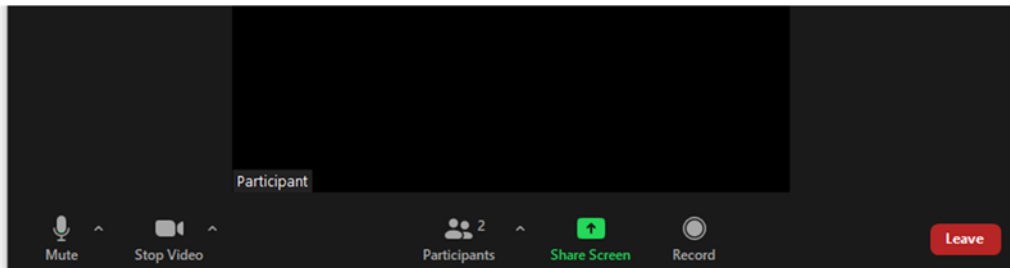 Participant
2
Mute
Stop Video
Participants
Share Screen
Record
Leave